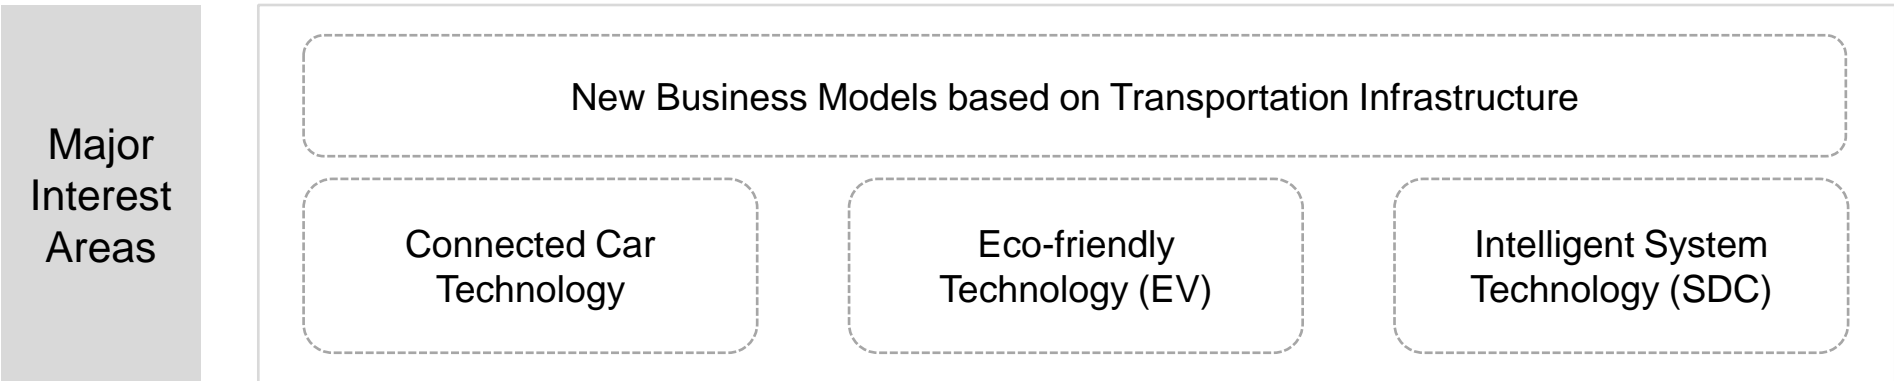 Major
Interest
Areas
New Business Models based on Transportation Infrastructure
Connected Car
Technology
Eco-friendly
Technology (EV)
Intelligent System
Technology (SDC)